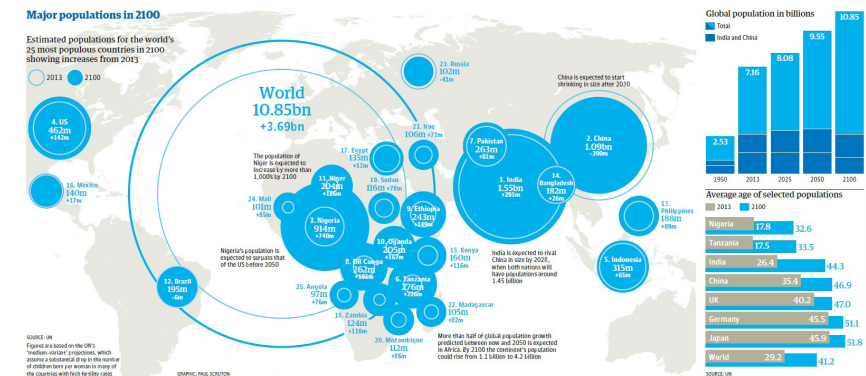 Major populations in 2100
Estimated populations for the world's
25 most populous countries in 2100
showing increases from 2013
2013
2100
4. US
462m
+142m
16. Mexico
140m
+17m
12. Brazil
195m
-6m
World
10.85bn
+3.69bn
The population of
Niger is expected to
increase by more than
1,000% by 2100
11. Niger
204m
+186m
24. Mali
101m
+85m
3. Nigeria
914m
+740m
Nigeria's population is
expected to surpass that
of the US before 2050
17. Egypt
135m
+53m
19. Sudan
116m +78m
21. Iraq
106m +73m
23. Russia
102m
-41m
9. Ethiopia
243m
+149m
10. Uganda
205m
+167m
8. DR Congo
262m
15. Kenya
160m
+116m
6. Tanzania
276m
25. Angola
97m
+76m
18. Zambia
124m
+110m
20. Mozambique
112m
+86m
22. Madagascar
105m
+82m
7. Pakistan
263m
+81m
1. India
1.55bn
+295m
14.
Bangladesh
182m
+26m
China is expected to start
shrinking in size after 2030
2. China
1.09bn
-300m
13.
Philippines
188m
+89m
5. Indonesia
315m
+65m
India is expected to rival
China in size by 2028,
when both nations will
have populations around
1.45 billion
More than half of global population growth
predicted between now and 2050 is expected
in Africa. By 2100 the continent's population
could rise from 1.1 billion to 4.2 billion
SOURCE: UN
Figures are based on the UN's
'medium-variant' projections, which
assume a substantial drop in the number
of children born per woman in many of
the countries with high fertility rates
GRAPHIC: PAUL SCRUTON
Global population in billions
Total
India and China
2.53
7.16
8.08
9.55
10.85
1950
2013
2025
2050
2100
Average age of selected populations
2013
2100
Nigeria
17.8
32.6
Tanzania
17.5
33.5
India
26.4
44.3
China
35.4
46.9
UK
40.2
47.0
Germany
45.5
51.1
Japan
45.9
51.8
World
29.2
41.2
SOURCE: UN